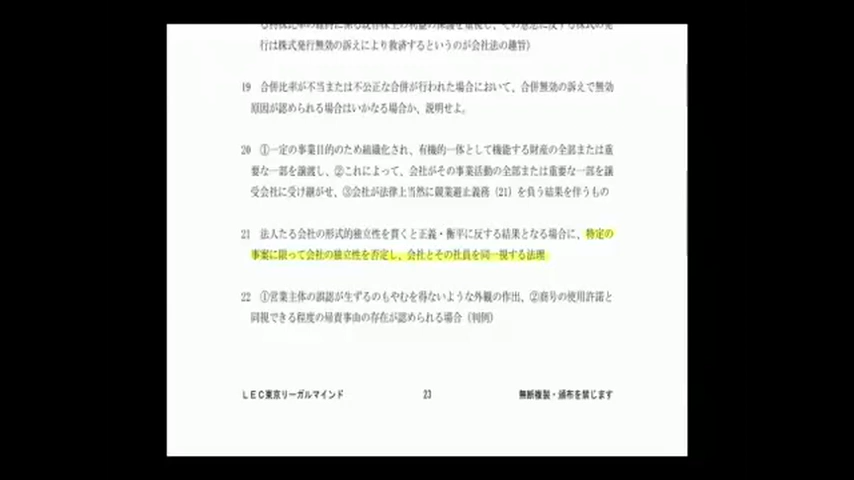 行は株式発行無効の訴えにより救済するというのが会社法の趣旨)
19 合併比率が不当または不公正な合併が行われた場合において、合併無効の訴えで無効
原因が認められる場合はいかなる場合か、説明せよ。
20 ①一定の事業目的のため組織化され、有機的一体として機能する財産の全部または重
要な一部を譲渡し、②これによって、会社がその事業活動の全部または重要な一部を譲
受会社に受け継がせ、③会社が法律上当然に競業避止義務(21)を負う結果を伴うもの
21 法人たる会社の形式的独立性を貫くと正義・衡平に反する結果となる場合に、特定の
事案に限って会社の独立性を否定し、会社とその社員を同一視する法理
22 ①営業主体の誤認が生ずるのもやむを得ないような外観の作出、②商号の使用許諾と
同視できる程度の帰責事由の存在が認められる場合(判例)
LEC東京リーガルマインド 23 無断複製・頒布を禁じます